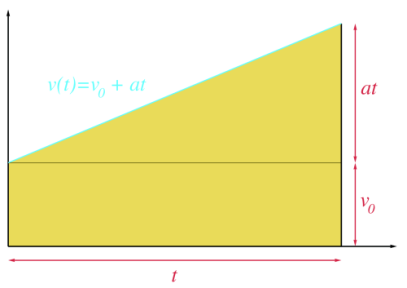 v(t)=v₀ + at
at
v₀
t